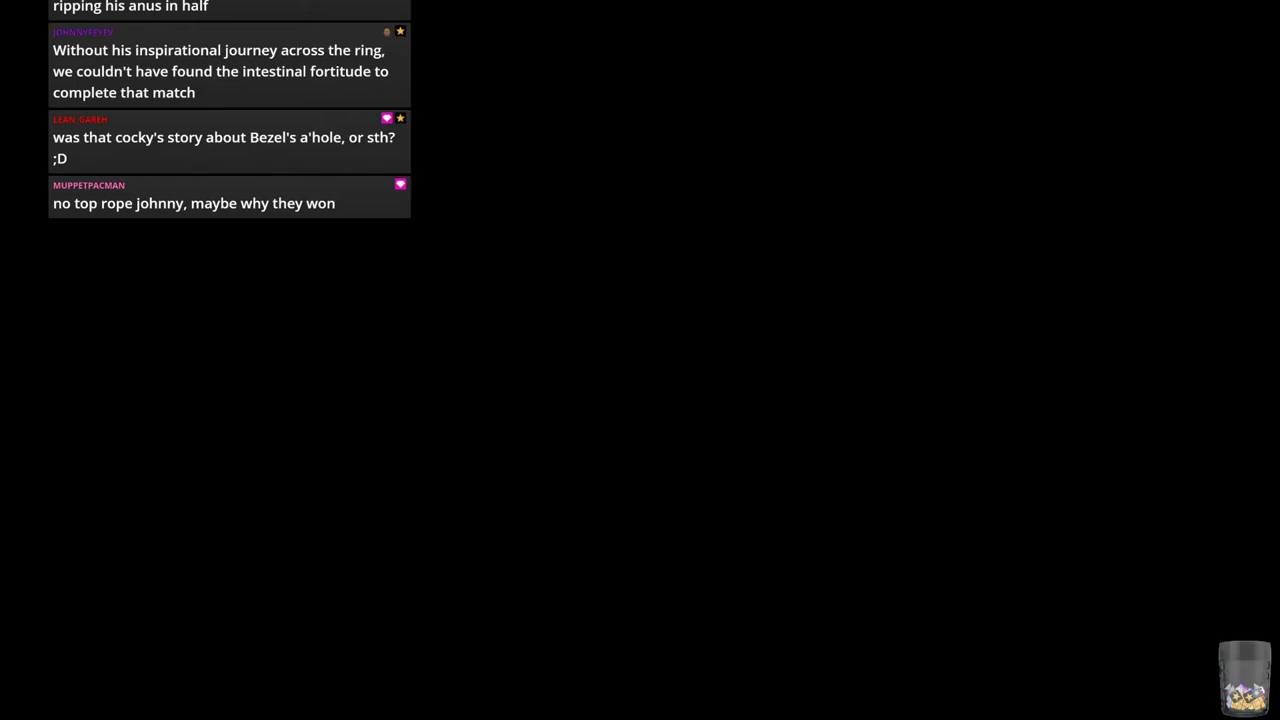 ripping his anus in half
JOHNNYFEYEV
Without his inspirational journey across the ring,
we couldn't have found the intestinal fortitude to
complete that match
LEAN_GAREH
was that cocky's story about Bezel's a'hole, or sth?
;D
MUPPETPACMAN
no top rope johnny, maybe why they won